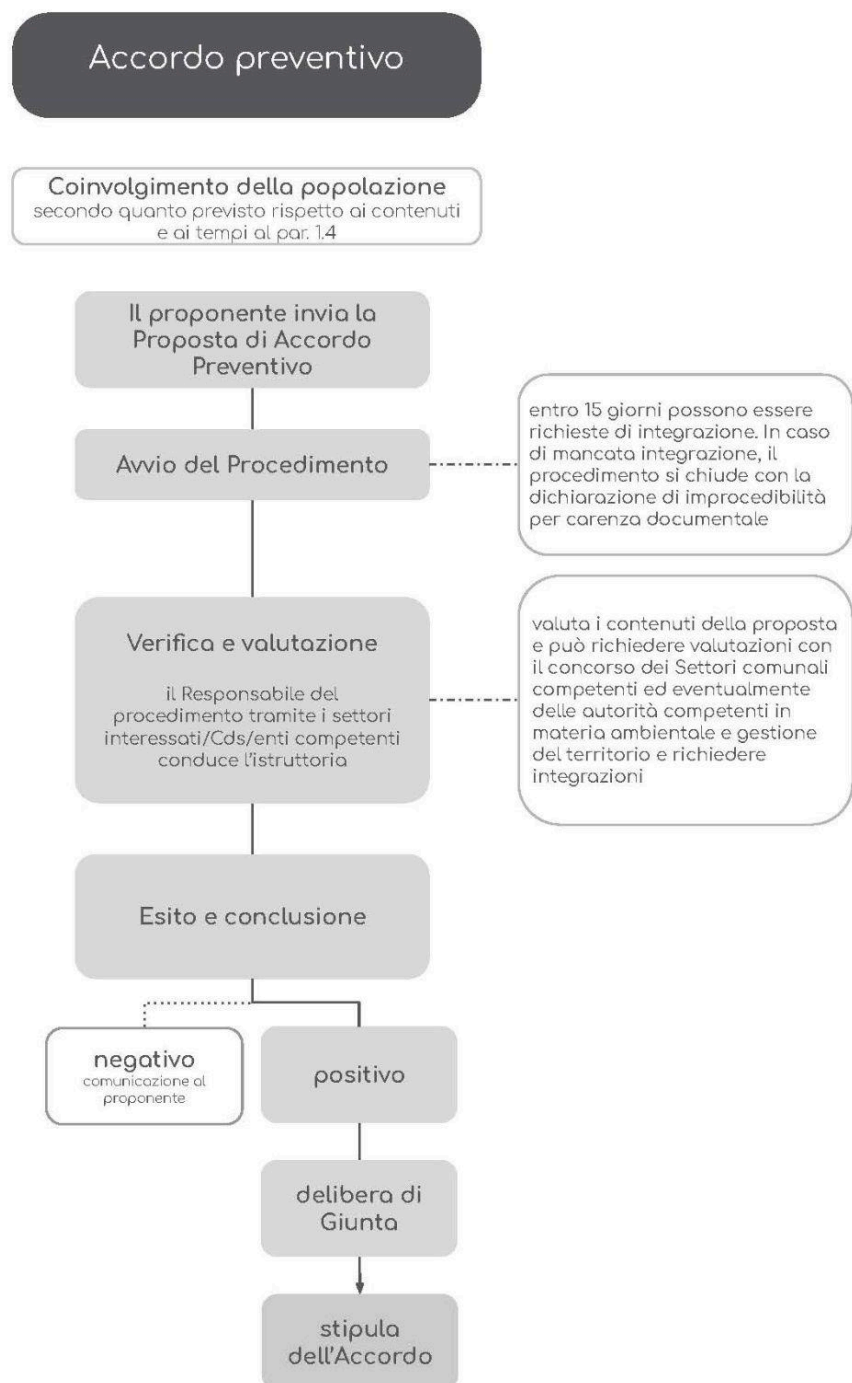 Accordo preventivo
Coinvolgimento della popolazione
secondo quanto previsto rispetto ai contenuti
e ai tempi al par. 1.4
Il proponente invia la
Proposta di Accordo
Preventivo
Avvio del Procedimento
entro 15 giorni possono essere
richieste di integrazione. In caso
di mancata integrazione, il
procedimento si chiude con la
dichiarazione di improcedibilità
per carenza documentale
Verifica e valutazione
il Responsabile del
procedimento tramite i settori
interessati/Cds/enti competenti
conduce l'istruttoria
valuta i contenuti della proposta
e può richiedere valutazioni con
il concorso dei Settori comunali
competenti ed eventualmente
delle autorità competenti in
materia ambientale e gestione
del territorio e richiedere
integrazioni
Esito e conclusione
negativo
comunicazione al
proponente
positivo
delibera di
Giunta
stipula
dell'Accordo